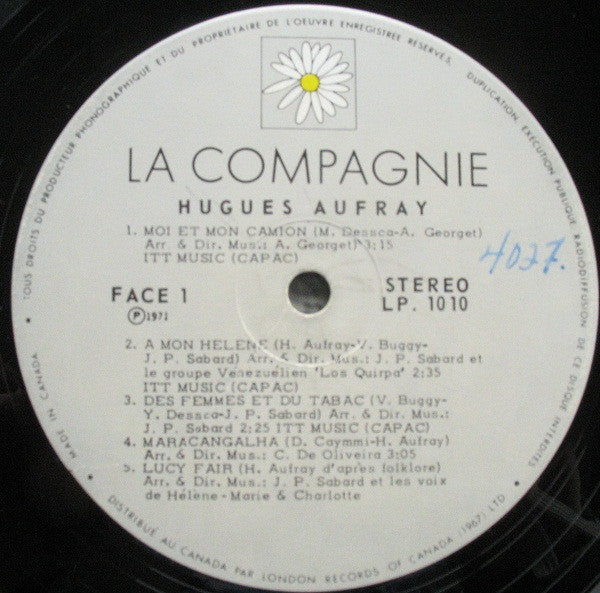 TOUS DROITS DU PRODUCTEUR PHONOGRAPHIQUE ET DU PROPRIETAIRE DE L'OEUVRE ENREGISTREE RESERVES. DUPLICATION EXECUTION PUBLIQUE, RADIODIFFUSION DE CE DISQUE INTERDITES
LA COMPAGNIE
HUGUES AUFRAY
1. MOI ET MON CAMION (M. Dessca-A. Georget)
Arr. & Dir. Mus.: A. Georget) 3:15
ITT MUSIC (CAPAC)
4027.
FACE 1
STEREO
Ⓟ1971
LP. 1010
2. A MON HELENE (H. Aufray-V. Buggy-
J. P. Sabard) Arr. & Dir. Mus.: J. P. Sabard et
le groupe Vénézuélien 'Los Quirpa' 2:35
ITT MUSIC (CAPAC)
3. DES FEMMES ET DU TABAC (V. Buggy-
Y. Dessca-J. P. Sabard) Arr. & Dir. Mus.:
J. P. Sabard 2:25 ITT MUSIC (CAPAC)
4. MARACANGALHA (D. Caymmi-H. Aufray)
Arr. & Dir. Mus.: C. De Oliveira 3:05
5. LUCY FAIR (H. Aufray d'après folklore)
Arr. & Dir. Mus.: J. P. Sabard et les voix
de Hélène-Marie & Charlotte
MADE IN CANADA
DISTRIBUÉ AU CANADA PAR LONDON RECORDS OF CANADA (1967) LTD